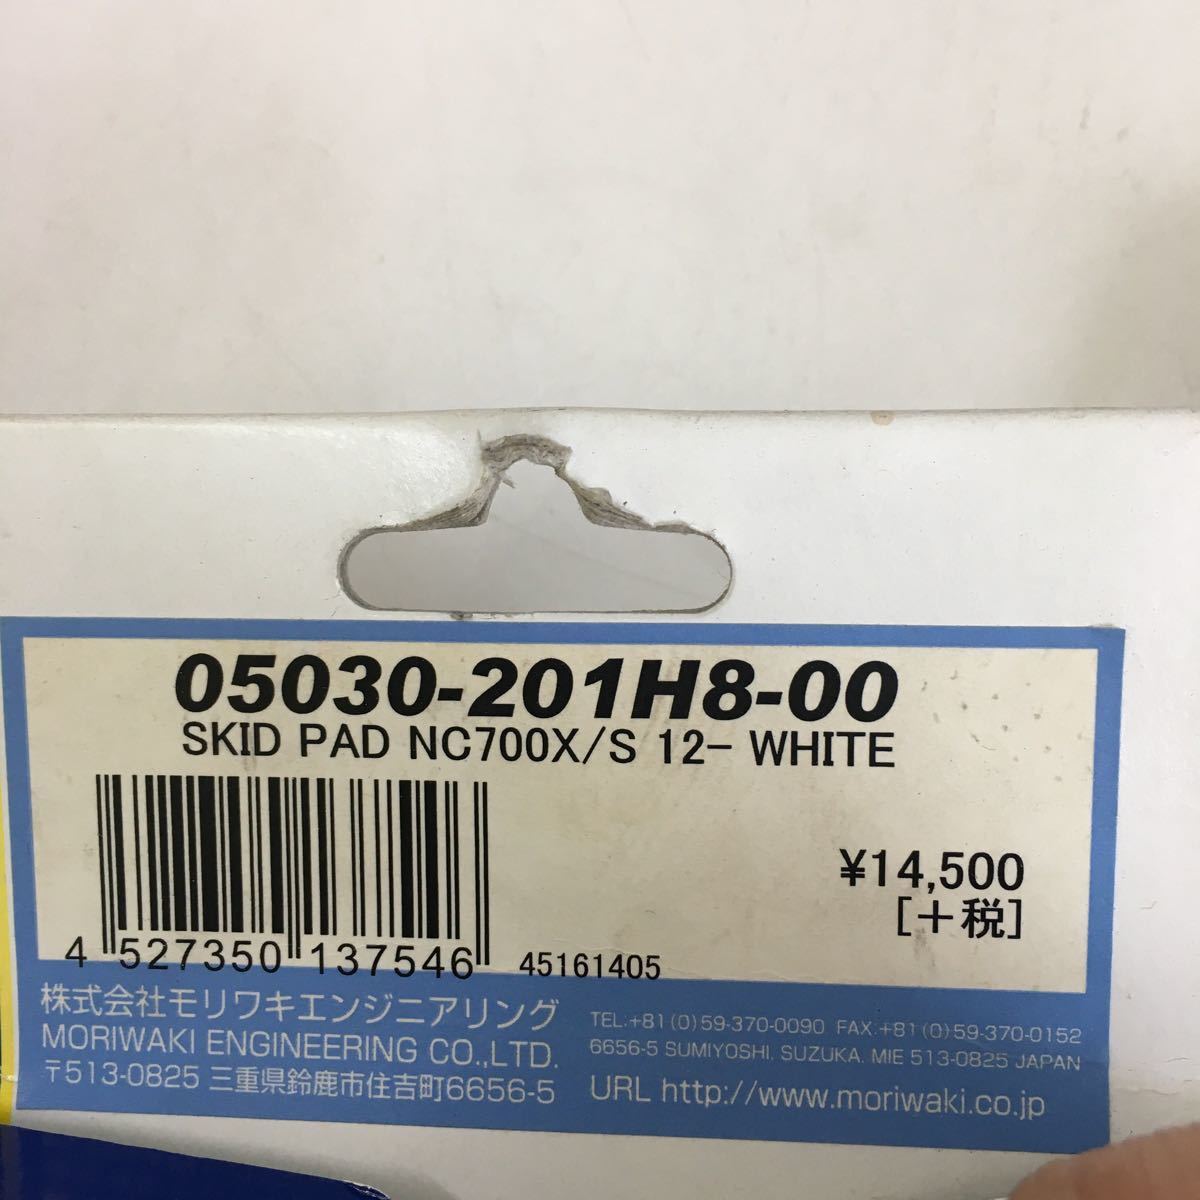 05030-201H8-00
SKID PAD NC700X/S 12- WHITE
¥14,500
[+税]
4 527350 137546
45161405
株式会社モリワキエンジニアリング
MORIWAKI ENGINEERING CO.,LTD.
〒513-0825 三重県鈴鹿市住吉町6656-5
TEL:+81(0)59-370-0090 FAX:+81(0)59-370-0152
6656-5 SUMIYOSHI, SUZUKA. MIE 513-0825 JAPAN
URL http://www.moriwaki.co.jp